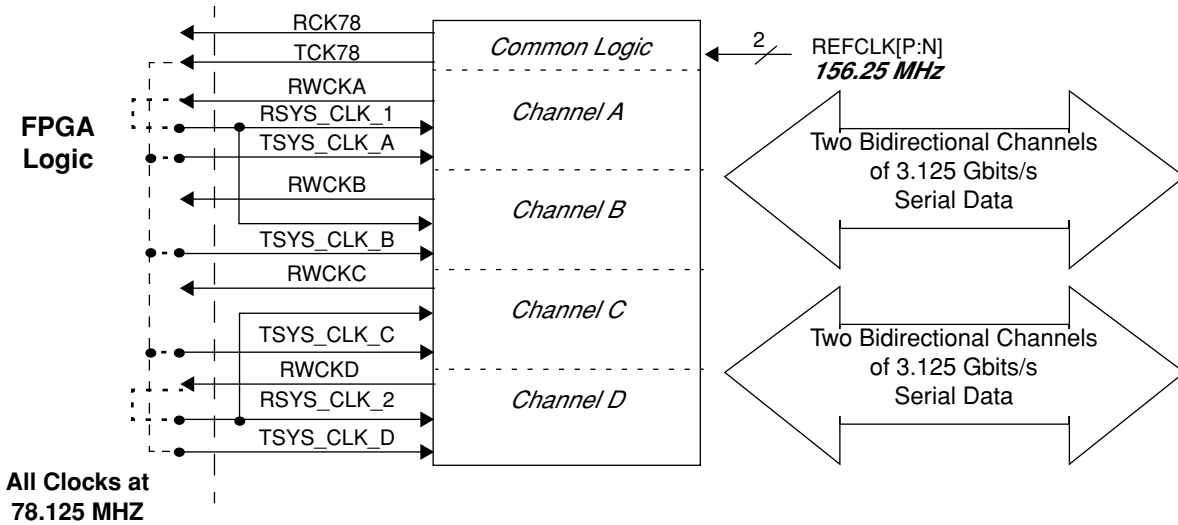 RCK78
TCK78
RWCKA
RSYS_CLK_1
TSYS_CLK_A
RWCKB
TSYS_CLK_B
RWCKC
TSYS_CLK_C
RWCKD
RSYS_CLK_2
TSYS_CLK_D
FPGA
Logic
All Clocks at
78.125 MHZ
Common Logic
Channel A
Channel B
Channel C
Channel D
2
REFCLK[P:N]
156.25 MHz
Two Bidirectional Channels
of 3.125 Gbits/s
Serial Data
Two Bidirectional Channels
of 3.125 Gbits/s
Serial Data